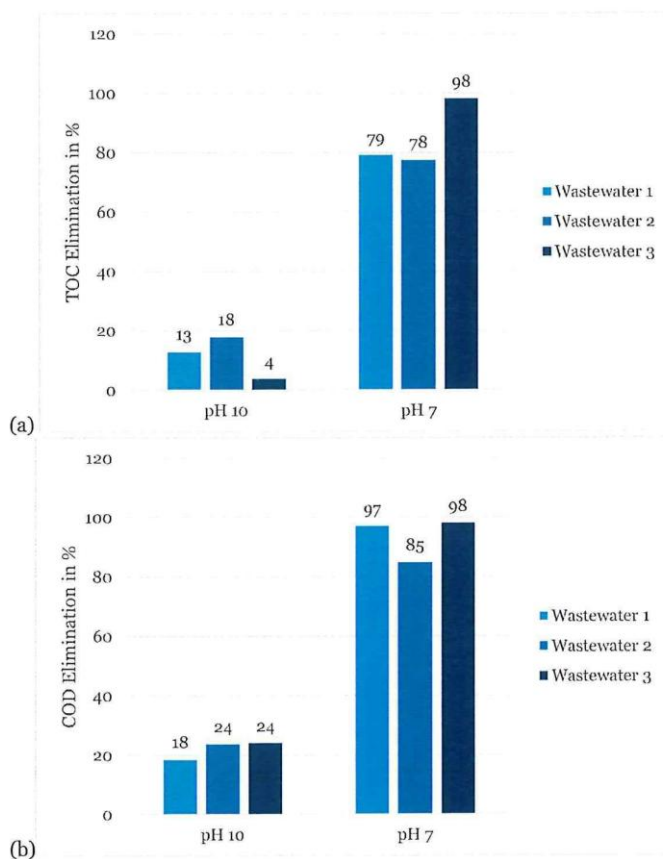 120
100
80
60
40
20
0
TOC Elimination in %
13
18
4
79
78
98
pH 10
pH 7
Wastewater 1
Wastewater 2
Wastewater 3
(a)
120
100
80
60
40
20
0
COD Elimination in %
18
24
24
97
85
98
pH 10
pH 7
Wastewater 1
Wastewater 2
Wastewater 3
(b)